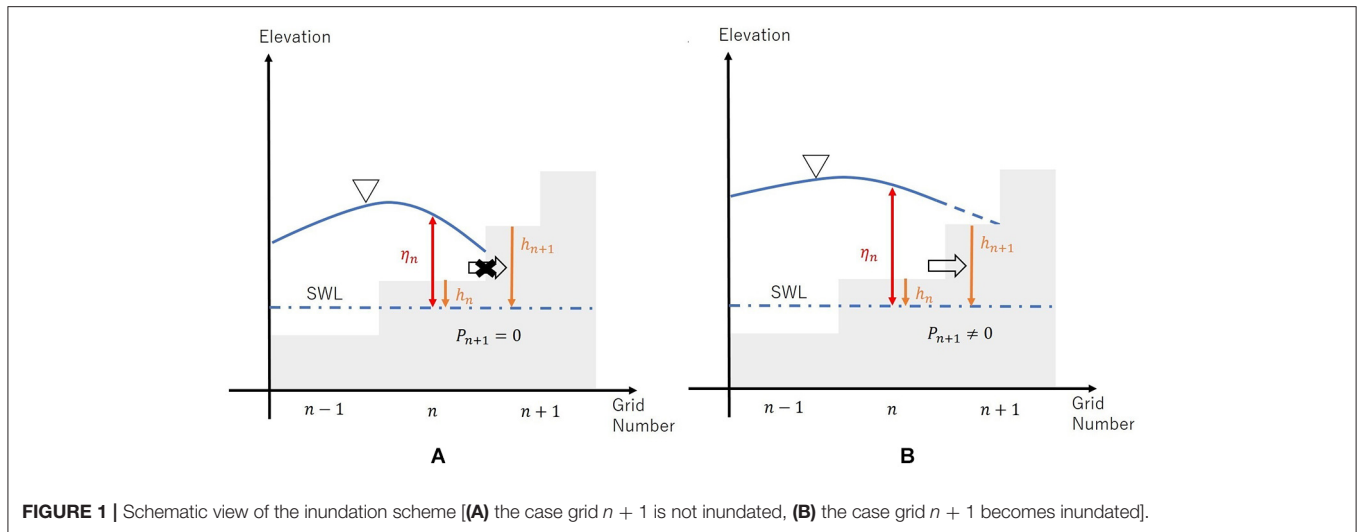 Elevation
η_n
h_{n+1}
SWL
h_n
P_{n+1} = 0
n − 1
n
n + 1
Grid
Number
A
Elevation
η_n
h_{n+1}
SWL
h_n
P_{n+1} ≠ 0
n − 1
n
n + 1
Grid
Number
B
FIGURE 1 | Schematic view of the inundation scheme [(A) the case grid n + 1 is not inundated, (B) the case grid n + 1 becomes inundated].